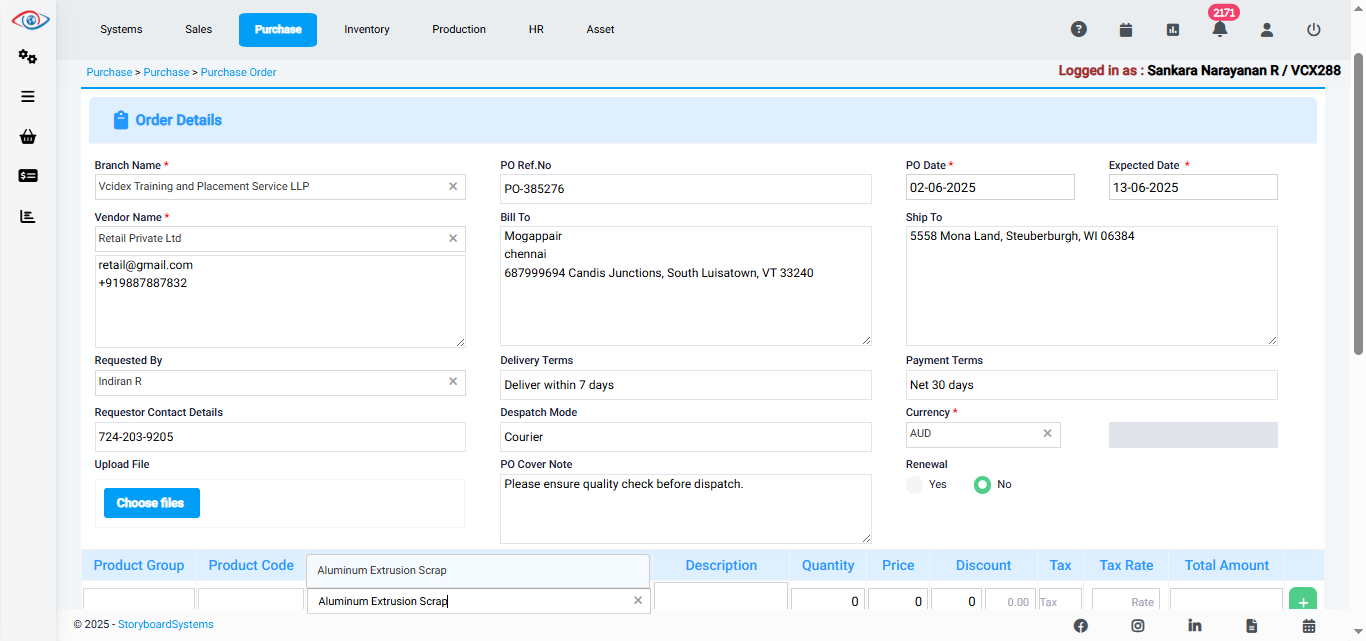 Systems Sales Purchase Inventory Production HR Asset 2171
Purchase > Purchase > Purchase Order
Logged in as : Sankara Narayanan R / VCX288
Order Details
Branch Name *
Vcidex Training and Placement Service LLP
PO Ref.No
PO-385276
PO Date *
02-06-2025
Expected Date *
13-06-2025
Vendor Name *
Retail Private Ltd
retail@gmail.com
+919887887832
Bill To
Mogappair
chennai
687999694 Candis Junctions, South Luisatown, VT 33240
Ship To
5558 Mona Land, Steuberburgh, WI 06384
Requested By
Indiran R
Delivery Terms
Deliver within 7 days
Payment Terms
Net 30 days
Requestor Contact Details
724-203-9205
Despatch Mode
Courier
Currency *
AUD
Upload File
Choose files
PO Cover Note
Please ensure quality check before dispatch.
Renewal
Yes No
Product Group Product Code Aluminum Extrusion Scrap Description Quantity Price Discount Tax Tax Rate Total Amount
Aluminum Extrusion Scrap 0 0 0 0.00 Tax Rate +
© 2025 - StoryboardSystems